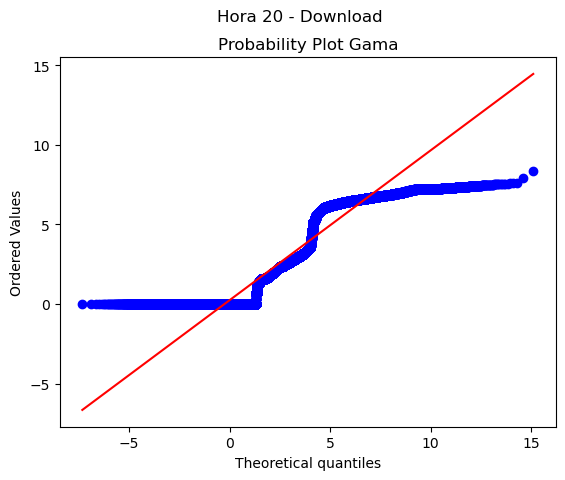 Hora 20 - Download
Probability Plot Gama
15
10
5
0
−5
Ordered Values
−5 0 5 10 15
Theoretical quantiles